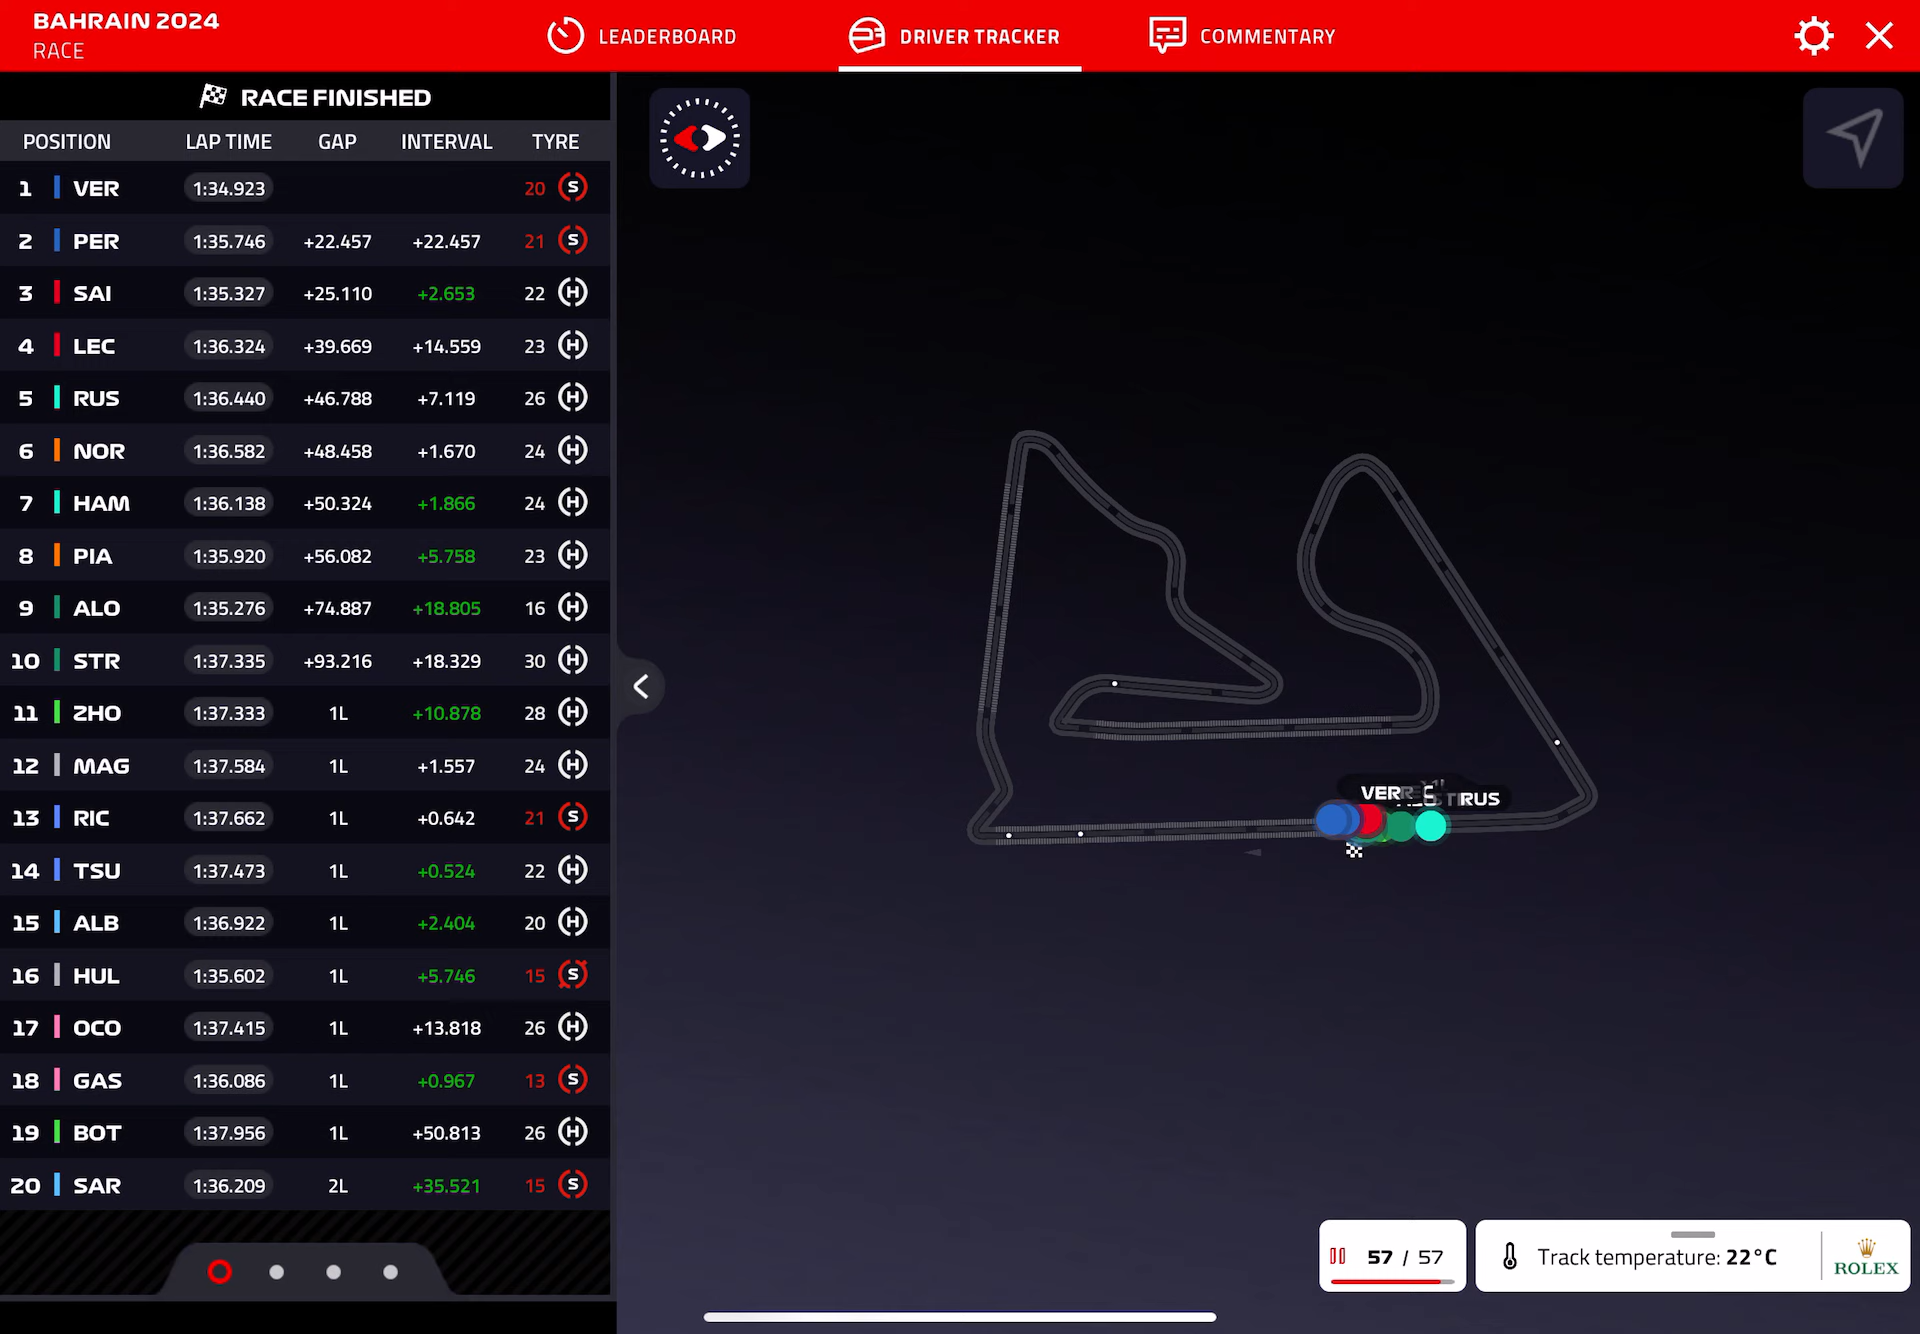 BAHRAIN 2024
RACE
LEADERBOARD
DRIVER TRACKER
COMMENTARY
RACE FINISHED
POSITION LAP TIME GAP INTERVAL TYRE
1 VER 1:34.923 20 S
2 PER 1:35.746 +22.457 +22.457 21 S
3 SAI 1:35.327 +25.110 +2.653 22 H
4 LEC 1:36.324 +39.669 +14.559 23 H
5 RUS 1:36.440 +46.788 +7.119 26 H
6 NOR 1:36.582 +48.458 +1.670 24 H
7 HAM 1:36.138 +50.324 +1.866 24 H
8 PIA 1:35.920 +56.082 +5.758 23 H
9 ALO 1:35.276 +74.887 +18.805 16 H
10 STR 1:37.335 +93.216 +18.329 30 H
11 ZHO 1:37.333 1L +10.878 28 H
12 MAG 1:37.584 1L +1.557 24 H
13 RIC 1:37.662 1L +0.642 21 S
14 TSU 1:37.473 1L +0.524 22 H
15 ALB 1:36.922 1L +2.404 20 H
16 HUL 1:35.602 1L +5.746 15 S
17 OCO 1:37.415 1L +13.818 26 H
18 GAS 1:36.086 1L +0.967 13 S
19 BOT 1:37.956 1L +50.813 26 H
20 SAR 1:36.209 2L +35.521 15 S
VER
RUS
57 / 57
Track temperature: 22°C
ROLEX